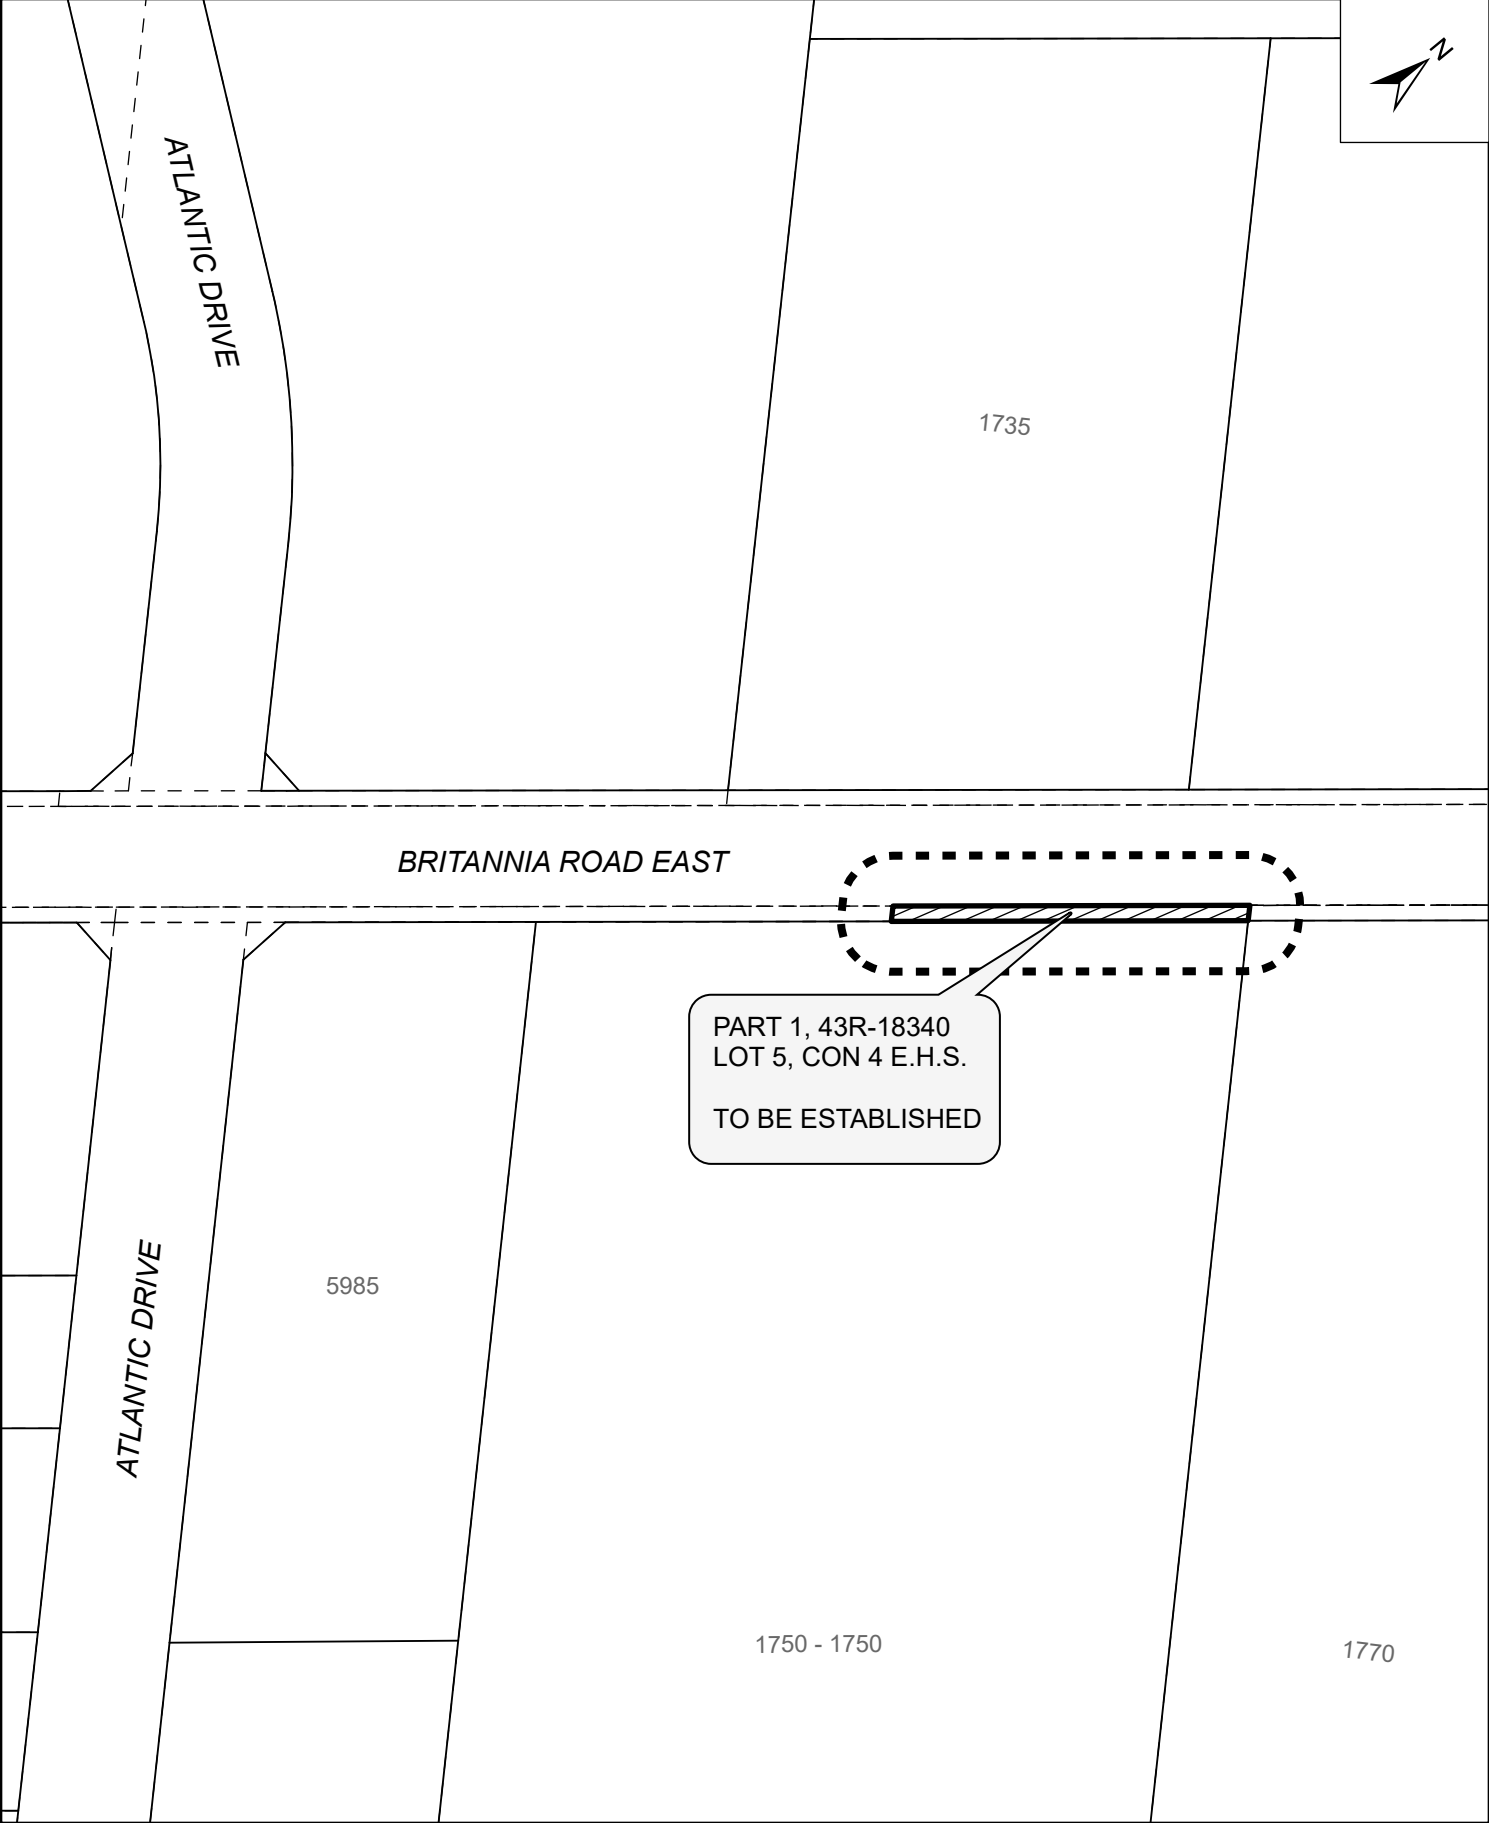 N
ATLANTIC DRIVE
1735
BRITANNIA ROAD EAST
PART 1, 43R-18340
LOT 5, CON 4 E.H.S.
TO BE ESTABLISHED
ATLANTIC DRIVE
5985
1750 - 1750
1770